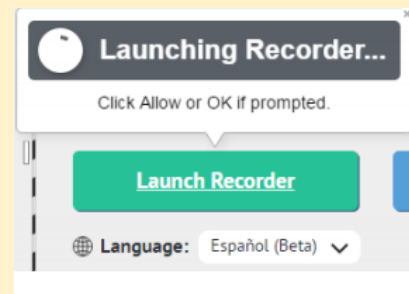 Launching Recorder...
Click Allow or OK if prompted.
Launch Recorder
Language: Español (Beta)